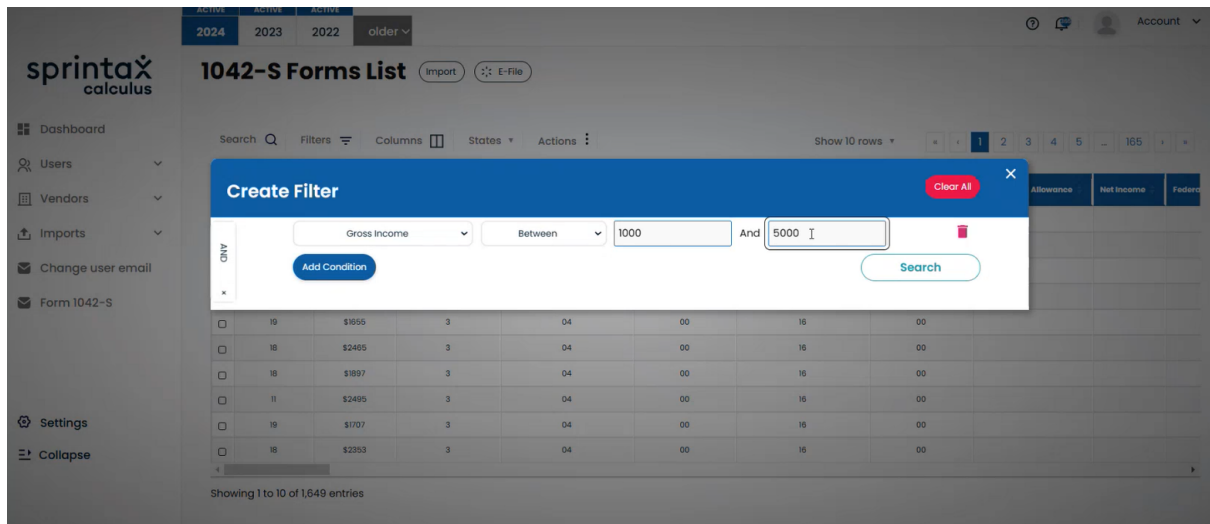 ACTIVE ACTIVE ACTIVE
2024 2023 2022 older
Account
sprintax
calculus
1042-S Forms List Import E-File
Dashboard
Users
Vendors
Imports
Change user email
Form 1042-S
Settings
Collapse
Search Filters Columns States Actions Show 10 rows « ‹ 1 2 3 4 5 ... 165 › »
Allowance Net Income Federa
Create Filter Clear All ×
AND ×
Gross Income Between 1000 And 5000
Add Condition Search
19 $1655 3 04 00 16 00
18 $2465 3 04 00 16 00
18 $1897 3 04 00 16 00
11 $2495 3 04 00 16 00
19 $1707 3 04 00 16 00
18 $2353 3 04 00 16 00
Showing 1 to 10 of 1,649 entries